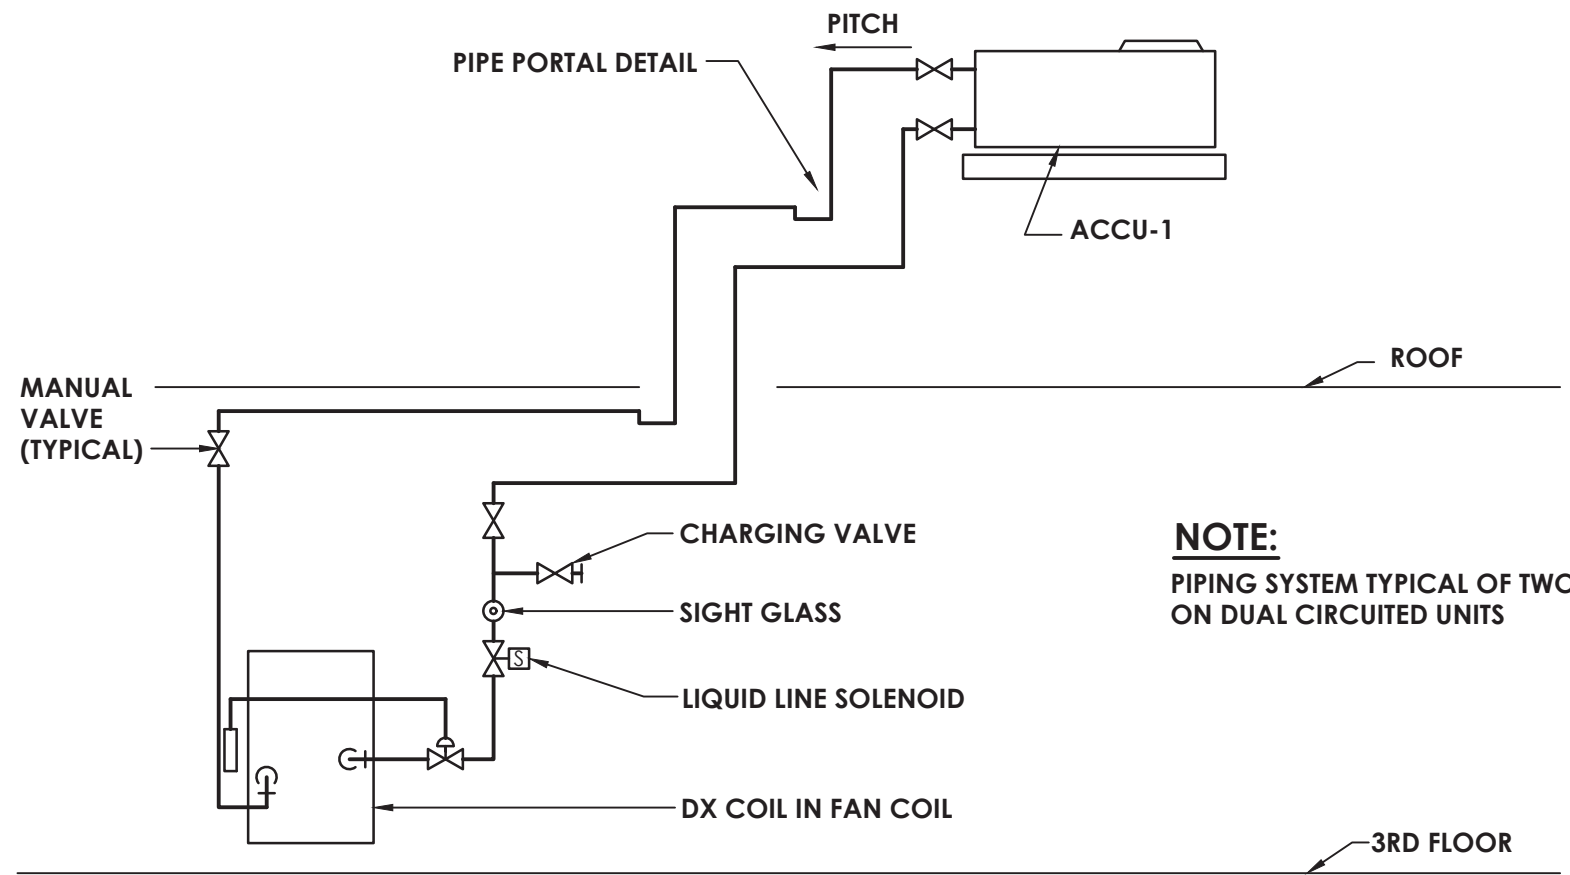 PITCH
PIPE PORTAL DETAIL
ACCU-1
ROOF
MANUAL
VALVE
(TYPICAL)
CHARGING VALVE
NOTE:
PIPING SYSTEM TYPICAL OF TWO
ON DUAL CIRCUITED UNITS
SIGHT GLASS
S
LIQUID LINE SOLENOID
DX COIL IN FAN COIL
3RD FLOOR